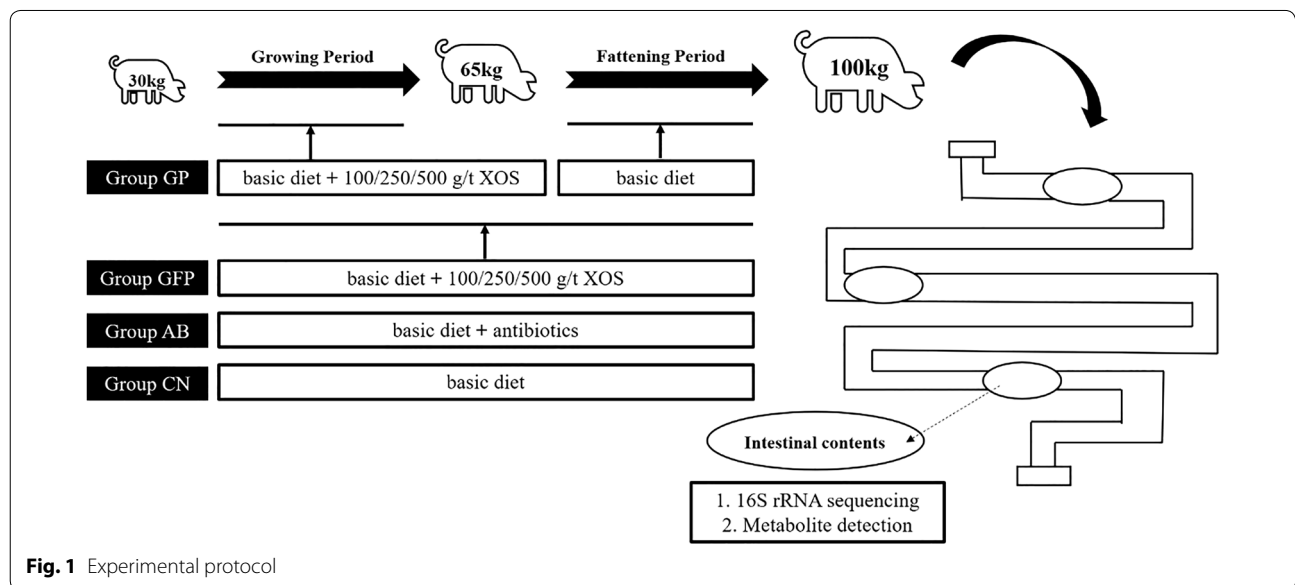 30kg
Growing Period
65kg
Fattening Period
100kg
Group GP
basic diet + 100/250/500 g/t XOS
basic diet
Group GFP
basic diet + 100/250/500 g/t XOS
Group AB
basic diet + antibiotics
Group CN
basic diet
Intestinal contents
1. 16S rRNA sequencing
2. Metabolite detection
Fig. 1 Experimental protocol